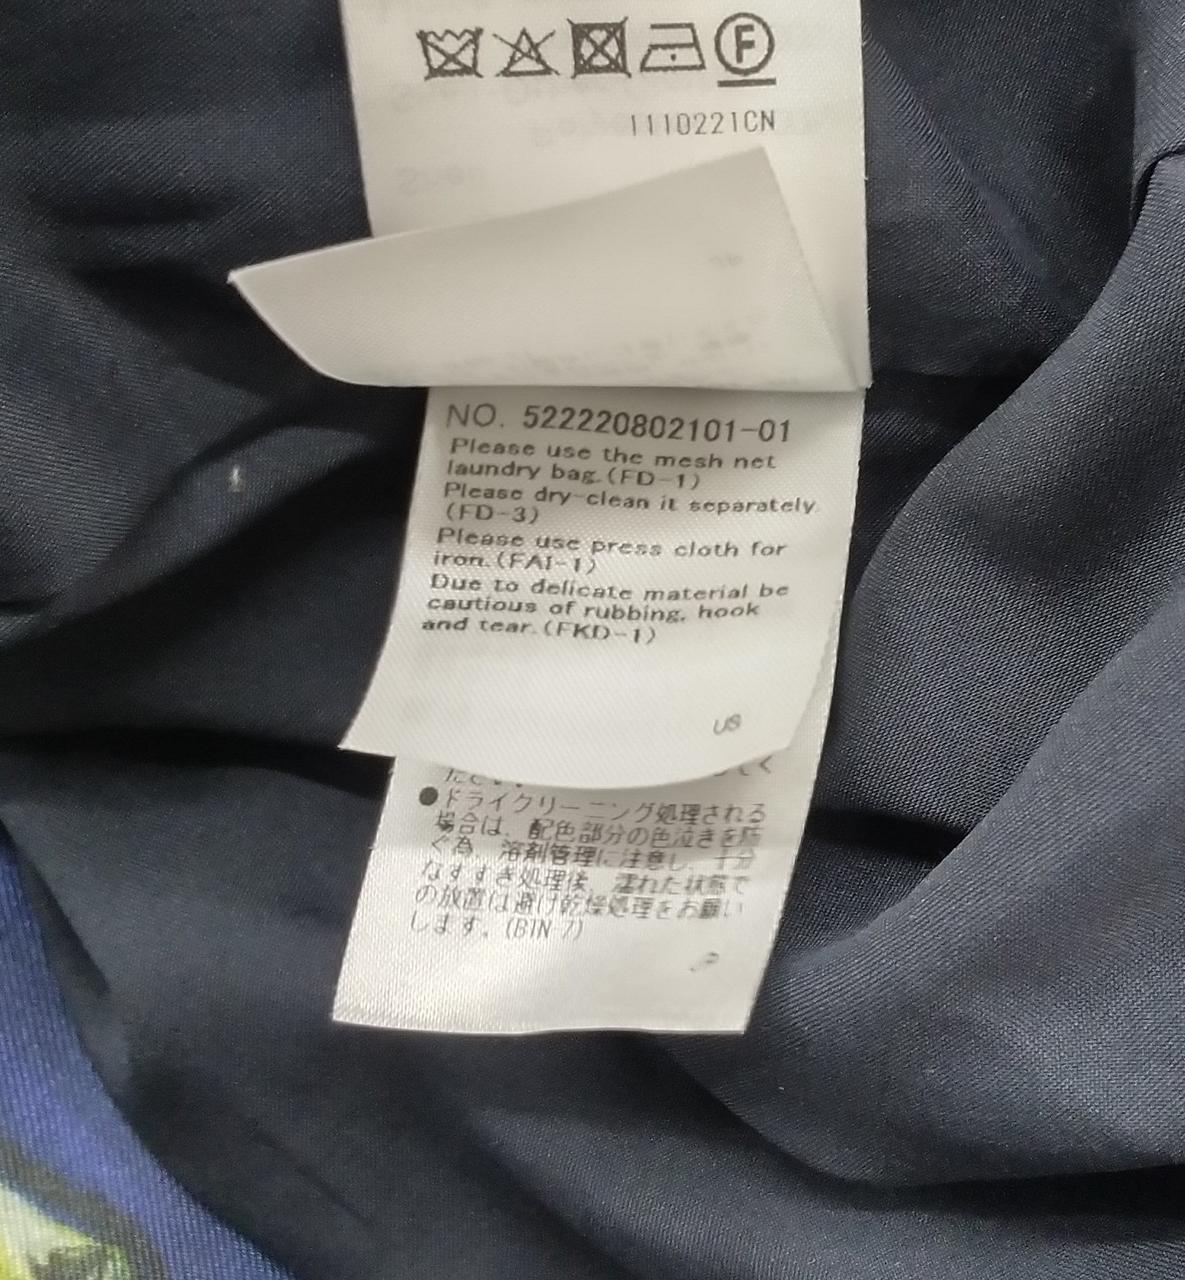 F
1110221CN
NO. 522220802101-01
Please use the mesh net
laundry bag.(FD-1)
Please dry-clean it separately.
(FD-3)
Please use press cloth for
iron.(FAI-1)
Due to delicate material be
cautious of rubbing, hook
and tear.(FKD-1)
US
●ドライクリーニング処理される
場合は、配色部分の色泣きを防
ぐ為、溶剤管理に注意し、十分
なすすぎ処理後、濡れた状態で
の放置は避け乾燥処理をお願い
します。(BIN 7)
JP